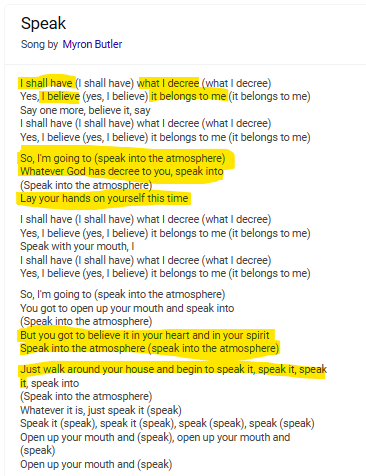 Speak
Song by Myron Butler
I shall have (I shall have) what I decree (what I decree)
Yes, I believe (yes, I believe) it belongs to me (it belongs to me)
Say one more, believe it, say
I shall have (I shall have) what I decree (what I decree)
Yes, I believe (yes, I believe) it belongs to me (it belongs to me)
So, I'm going to (speak into the atmosphere)
Whatever God has decree to you, speak into
(Speak into the atmosphere)
Lay your hands on yourself this time
I shall have (I shall have) what I decree (what I decree)
Yes, I believe (yes, I believe) it belongs to me (it belongs to me)
Speak with your mouth, I
I shall have (I shall have) what I decree (what I decree)
Yes, I believe (yes, I believe) it belongs to me (it belongs to me)
So, I'm going to (speak into the atmosphere)
You got to open up your mouth and speak into
(Speak into the atmosphere)
But you got to believe it in your heart and in your spirit
Speak into the atmosphere (speak into the atmosphere)
Just walk around your house and begin to speak it, speak it, speak
it, speak into
(Speak into the atmosphere)
Whatever it is, just speak it (speak)
Speak it (speak), speak it (speak), speak (speak), speak (speak)
Open up your mouth and (speak), open up your mouth and
(speak)
Open up your mouth and (speak)